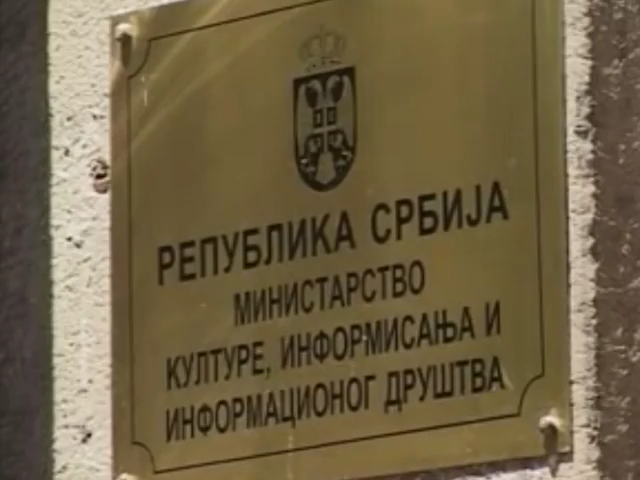 РЕПУБЛИКА СРБИЈА
МИНИСТАРСТВО
КУЛТУРЕ, ИНФОРМИСАЊА И
ИНФОРМАЦИОНОГ ДРУШТВА